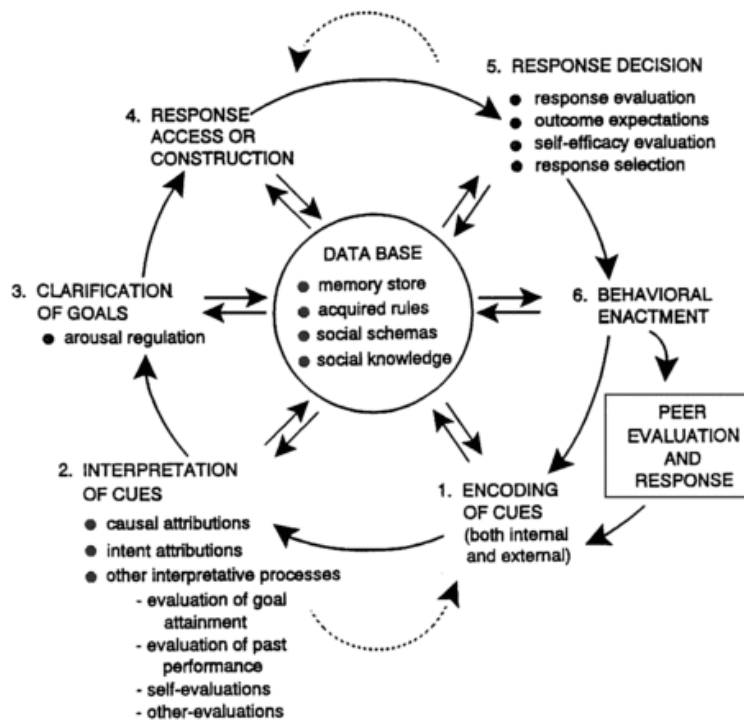 5. RESPONSE DECISION
● response evaluation
● outcome expectations
● self-efficacy evaluation
● response selection
4. RESPONSE
ACCESS OR
CONSTRUCTION
DATA BASE
● memory store
● acquired rules
● social schemas
● social knowledge
3. CLARIFICATION
OF GOALS
● arousal regulation
6. BEHAVIORAL
ENACTMENT
PEER
EVALUATION
AND
RESPONSE
2. INTERPRETATION
OF CUES
● causal attributions
● intent attributions
● other interpretative processes
- evaluation of goal
attainment
- evaluation of past
performance
- self-evaluations
- other-evaluations
1. ENCODING
OF CUES
(both internal
and external)